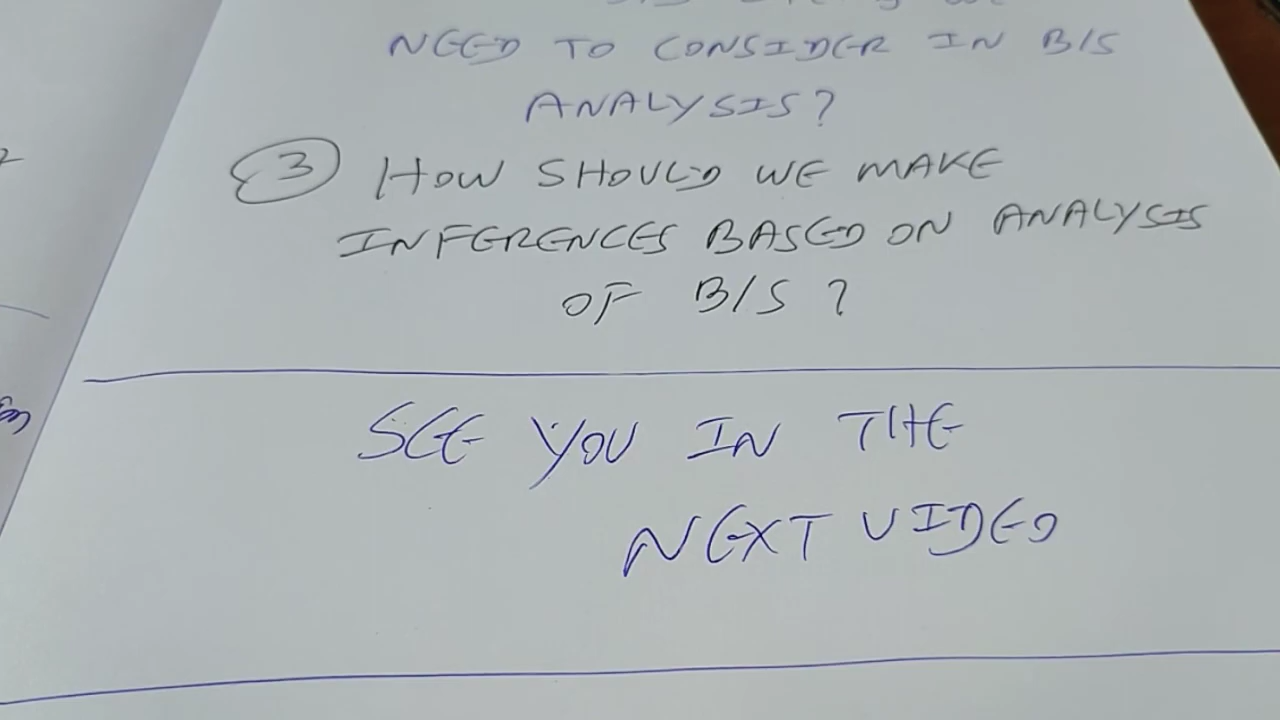 NEED TO CONSIDER IN B/S
ANALYSIS?
3 HOW SHOULD WE MAKE
INFERENCES BASED ON ANALYSIS
OF B/S ?
SEE YOU IN THE
NEXT VIDEO